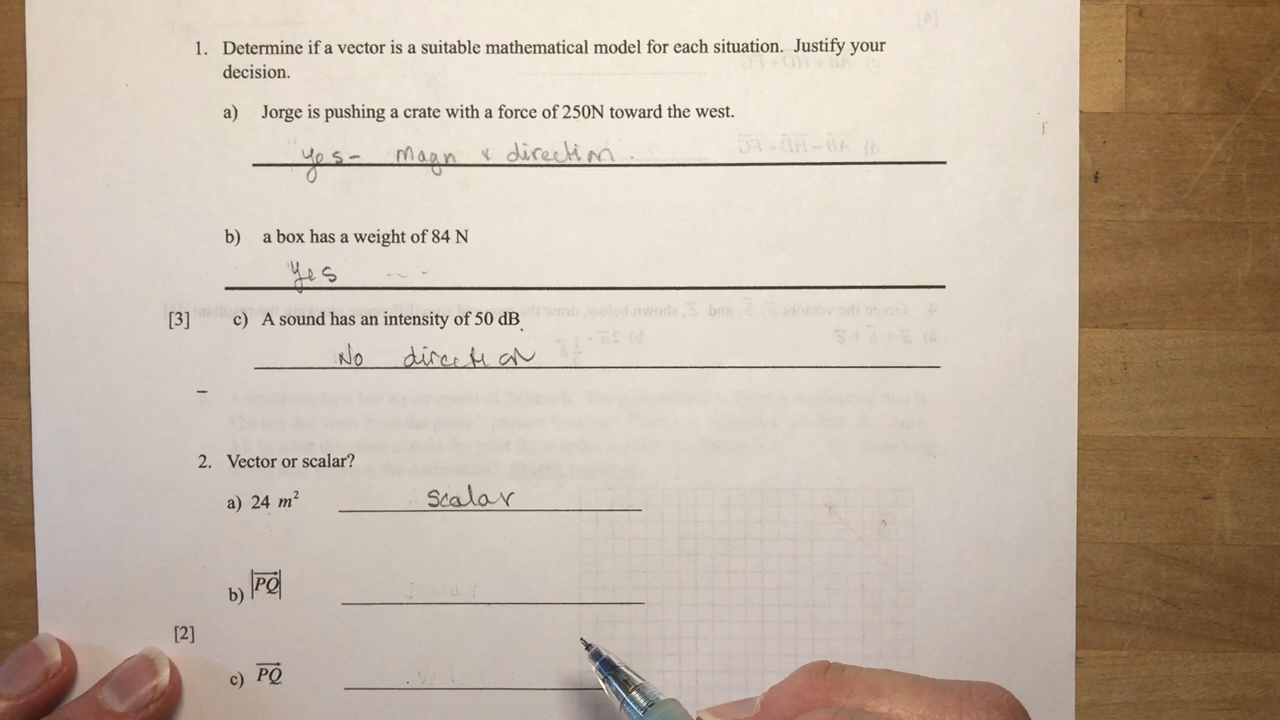 1. Determine if a vector is a suitable mathematical model for each situation. Justify your
decision.
a) Jorge is pushing a crate with a force of 250N toward the west.
yes - Magn & direction.
b) a box has a weight of 84 N
Yes
[3] c) A sound has an intensity of 50 dB
No direction
2. Vector or scalar?
a) 24 m² Scalar
b) |\overrightarrow{PQ}|
[2]
c) \overrightarrow{PQ}